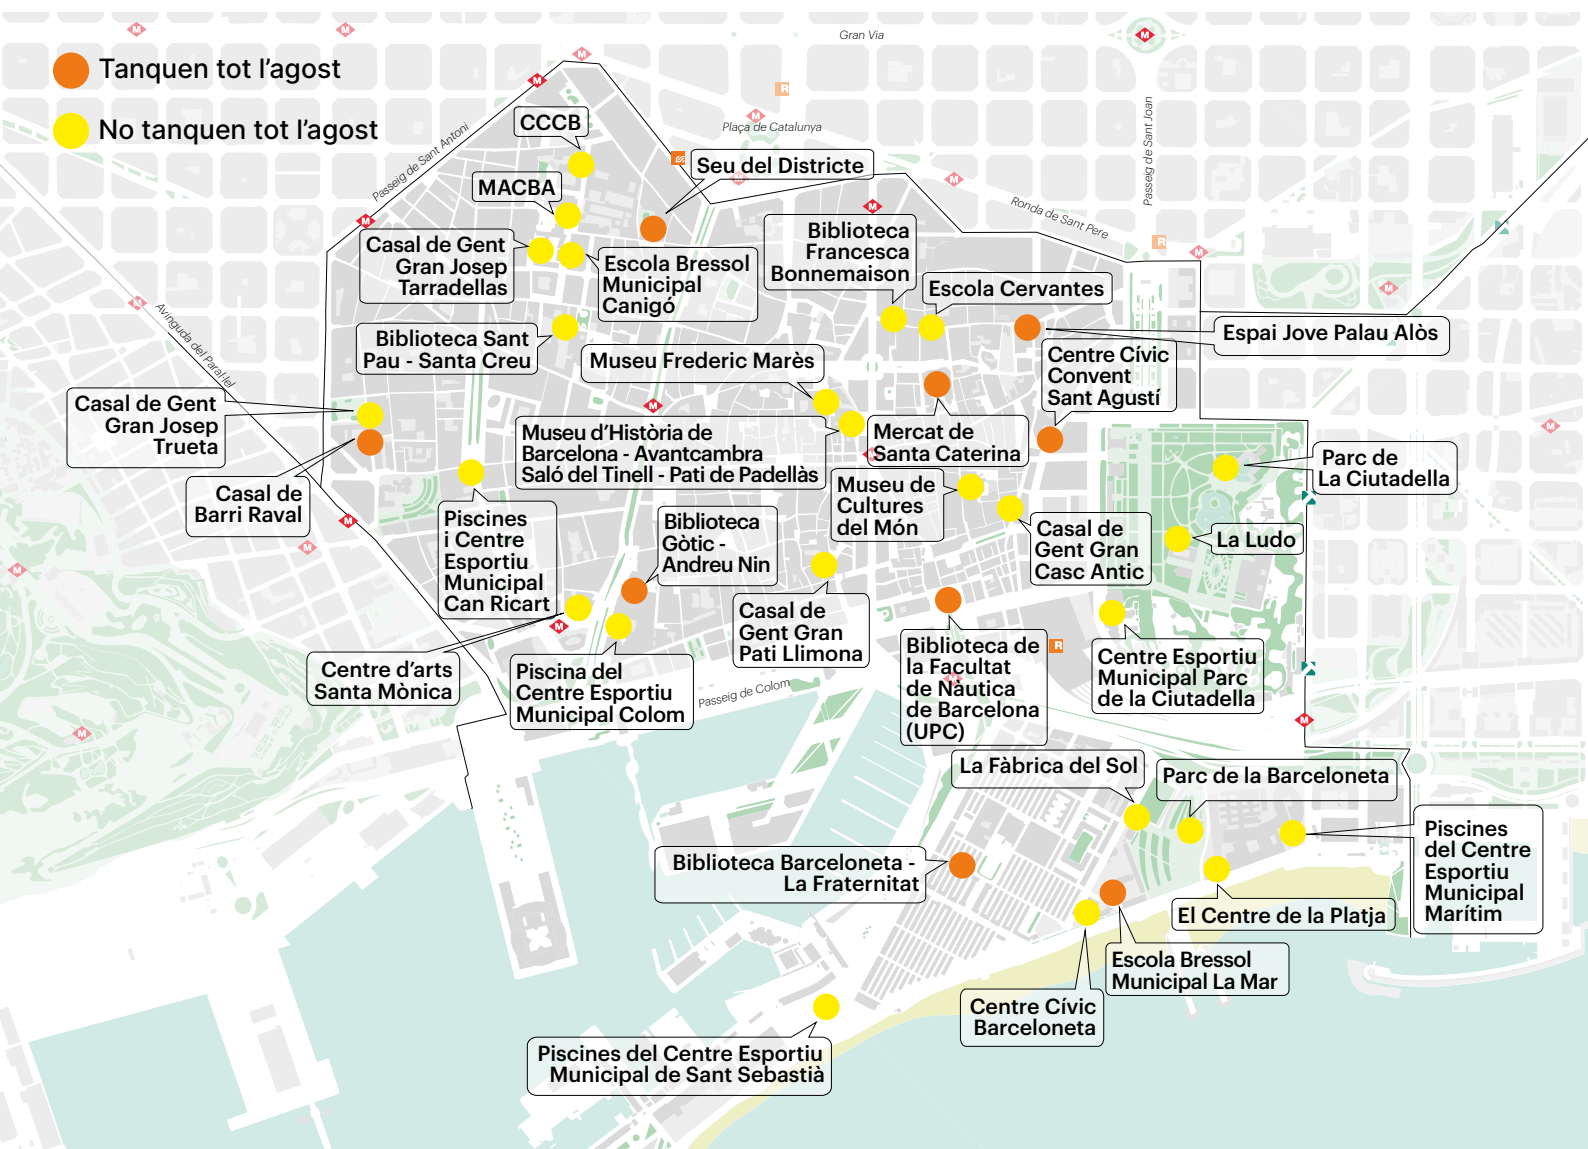 Gran Via
Tanquen tot l'agost
No tanquen tot l'agost
Passeig de Sant Antoni
Plaça de Catalunya
Passeig de Sant Joan
Ronda de Sant Pere
Avinguda del Paral·lel
Passeig de Colom
CCCB
Seu del Districte
MACBA
Casal de Gent
Gran Josep
Tarradellas
Escola Bressol
Municipal
Canigó
Biblioteca
Francesca
Bonnemaison
Escola Cervantes
Espai Jove Palau Alòs
Biblioteca Sant
Pau - Santa Creu
Museu Frederic Marès
Centre Cívic
Convent
Sant Agustí
Casal de Gent
Gran Josep
Trueta
Museu d'Història de
Barcelona - Avantcambra
Saló del Tinell - Pati de Padellàs
Mercat de
Santa Caterina
Parc de
La Ciutadella
Casal de
Barri Raval
Museu de
Cultures
del Món
Piscines
i Centre
Esportiu
Municipal
Can Ricart
Biblioteca
Gòtic -
Andreu Nin
Casal de
Gent Gran
Casc Antic
La Ludo
Casal de
Gent Gran
Pati Llimona
Centre d'arts
Santa Mònica
Piscina del
Centre Esportiu
Municipal Colom
Biblioteca de
la Facultat
de Nàutica
de Barcelona
(UPC)
Centre Esportiu
Municipal Parc
de la Ciutadella
La Fàbrica del Sol
Parc de la Barceloneta
Piscines
del Centre
Esportiu
Municipal
Marítim
Biblioteca Barceloneta -
La Fraternitat
El Centre de la Platja
Escola Bressol
Municipal La Mar
Centre Cívic
Barceloneta
Piscines del Centre Esportiu
Municipal de Sant Sebastià